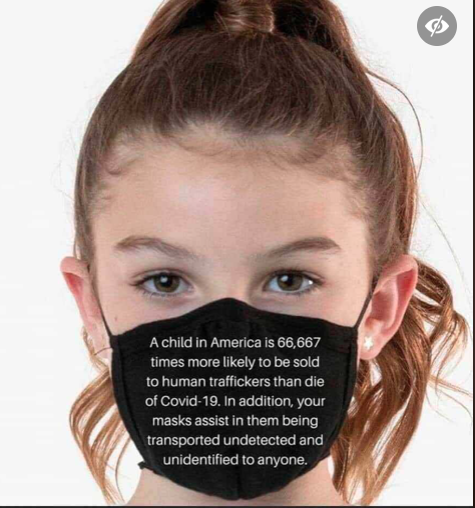 A child in America is 66,667
times more likely to be sold
to human traffickers than die
of Covid-19. In addition, your
masks assist in them being
transported undetected and
unidentified to anyone.